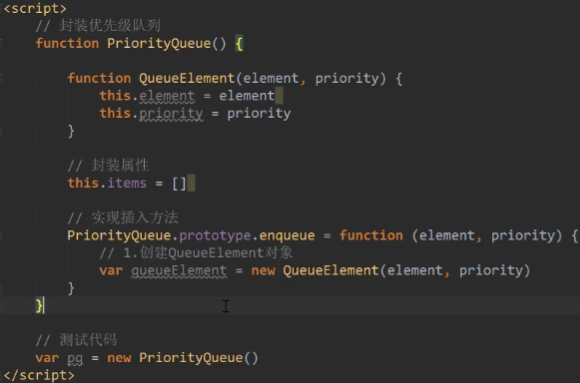 <script>
// 封装优先级队列
function PriorityQueue() {
function QueueElement(element, priority) {
this.element = element
this.priority = priority
}
// 封装属性
this.items = []
// 实现插入方法
PriorityQueue.prototype.enqueue = function (element, priority) {
// 1.创建QueueElement对象
var queueElement = new QueueElement(element, priority)
}
}
// 测试代码
var pg = new PriorityQueue()
</script>